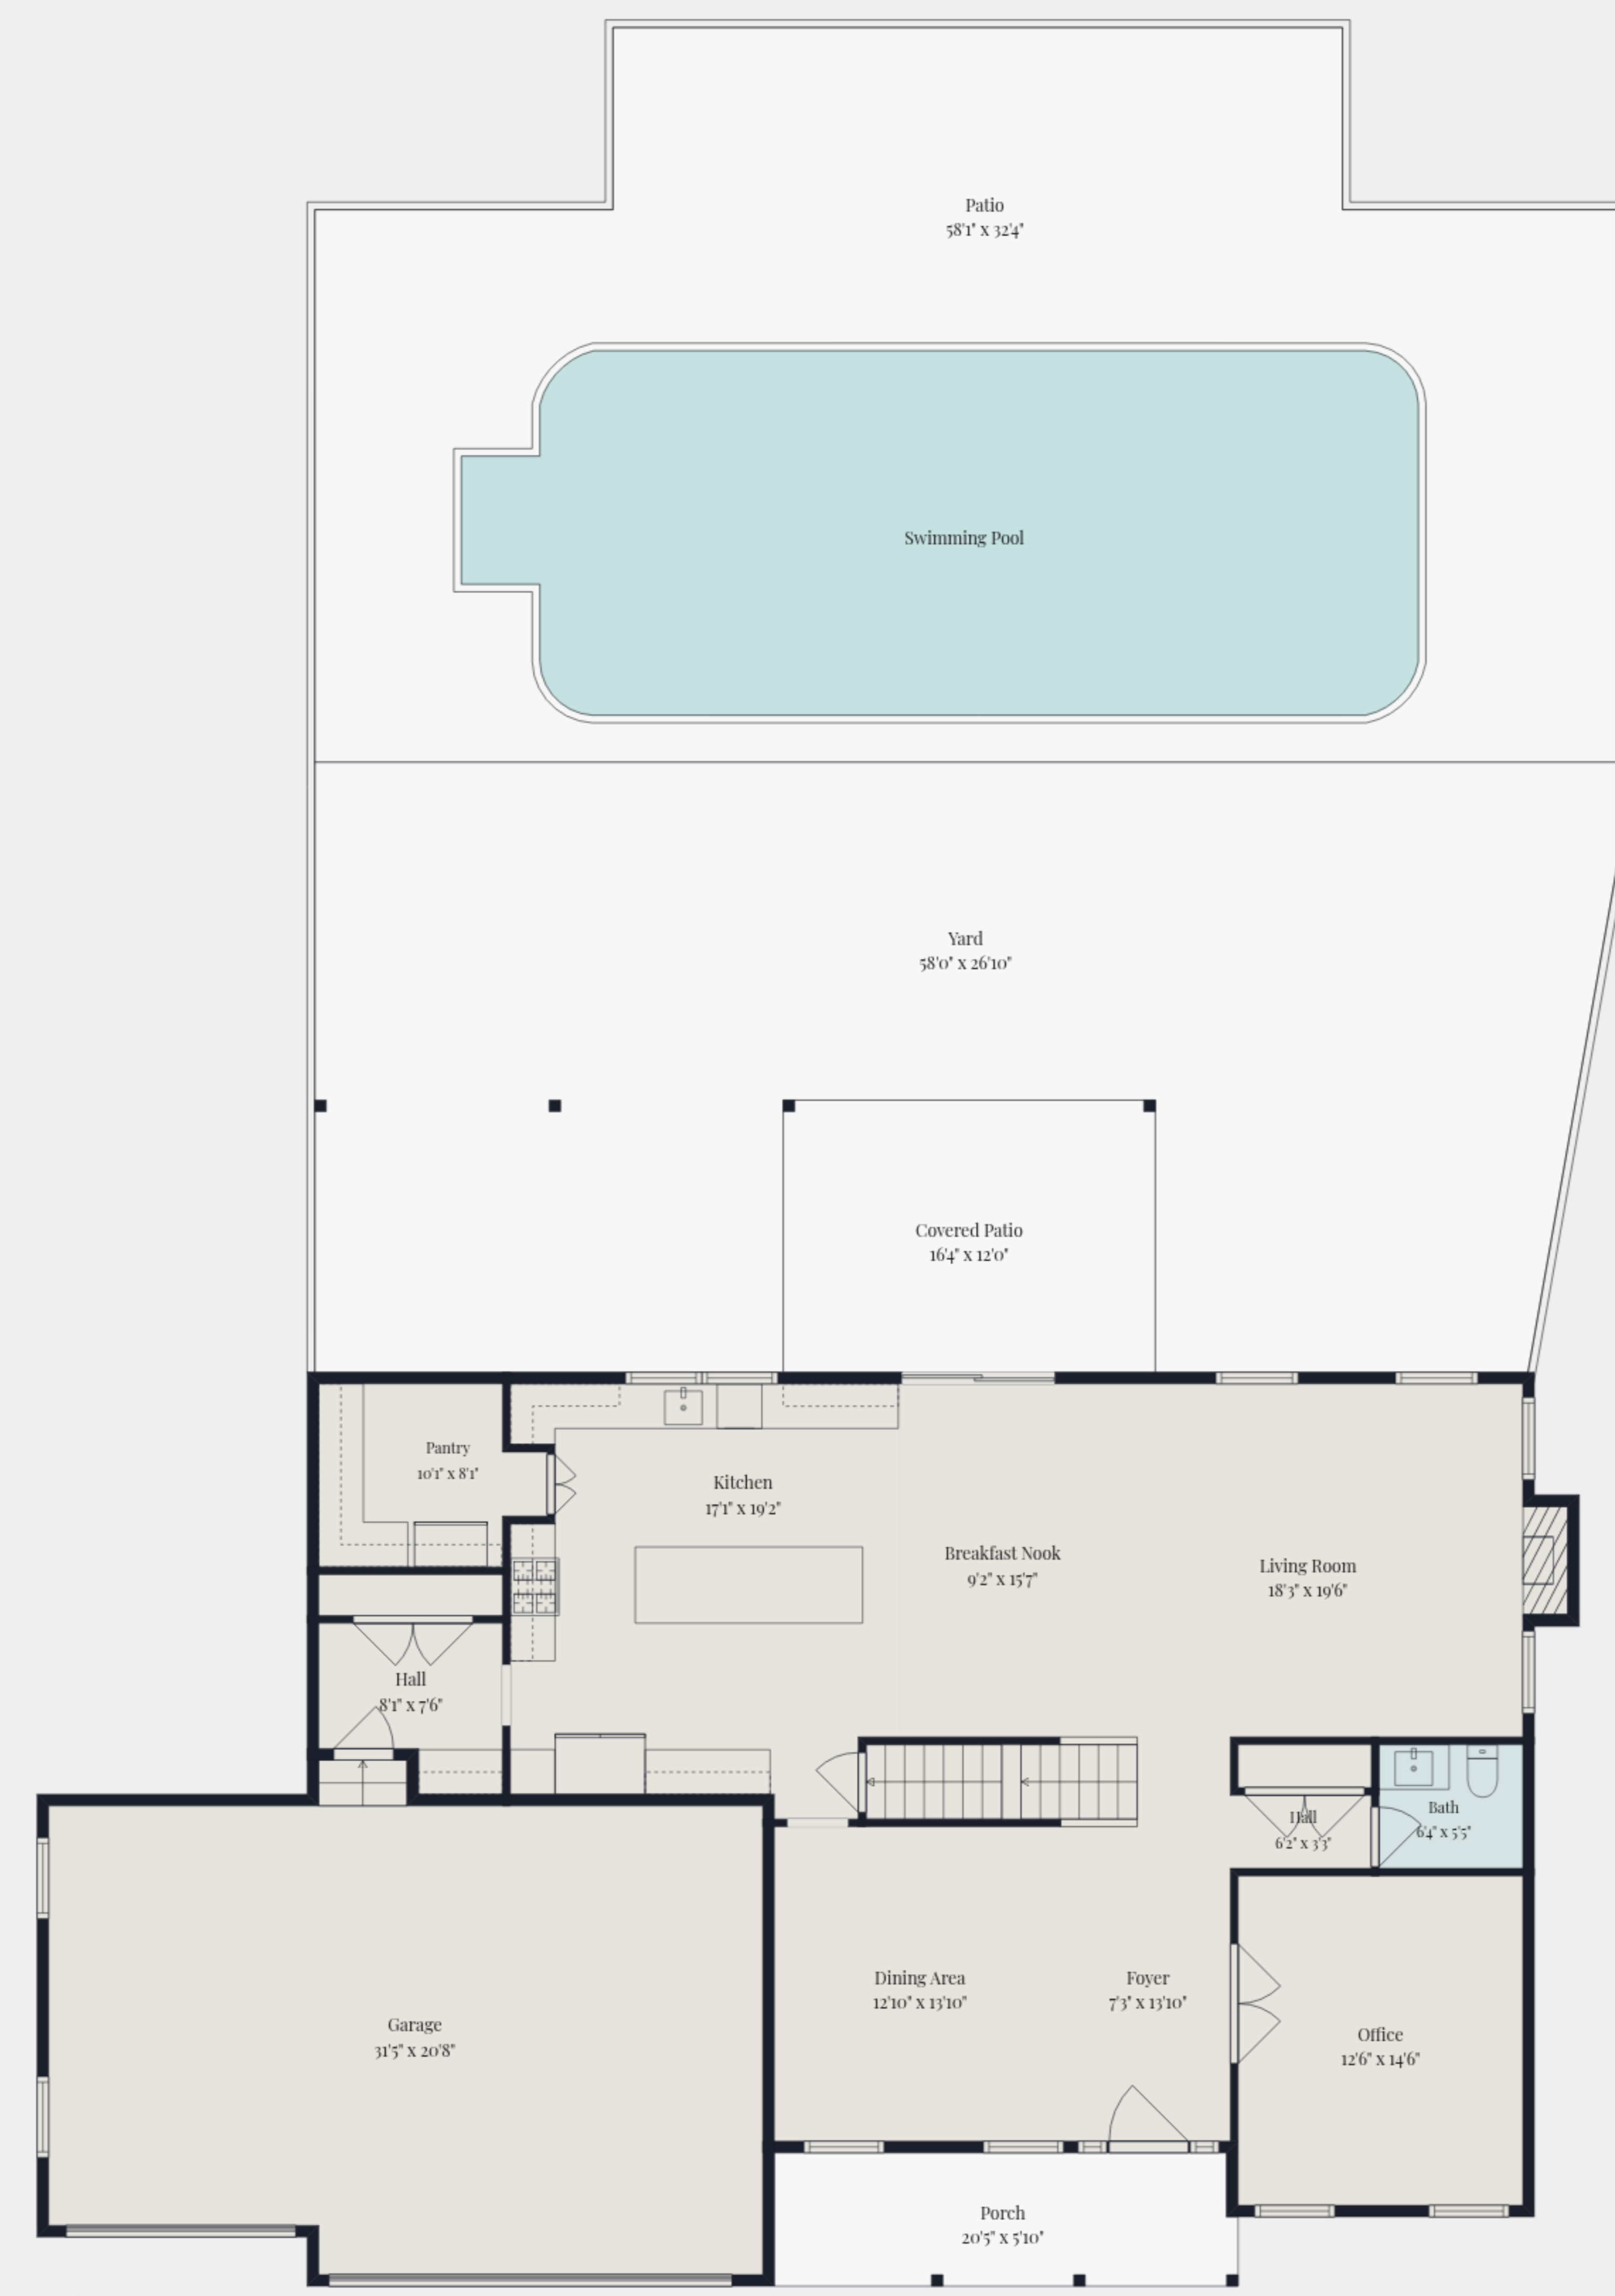 Patio
58'1" x 32'4"
Swimming Pool
Yard
58'0" x 26'10"
Covered Patio
16'4" x 12'0"
Pantry
10'1" x 8'1"
Kitchen
17'1" x 19'2"
Breakfast Nook
9'2" x 15'7"
Living Room
18'3" x 19'6"
Hall
8'1" x 7'6"
Hall
6'2" x 3'3"
Bath
6'4" x 5'5"
Dining Area
12'10" x 13'10"
Foyer
7'3" x 13'10"
Garage
31'5" x 20'8"
Office
12'6" x 14'6"
Porch
20'5" x 5'10"